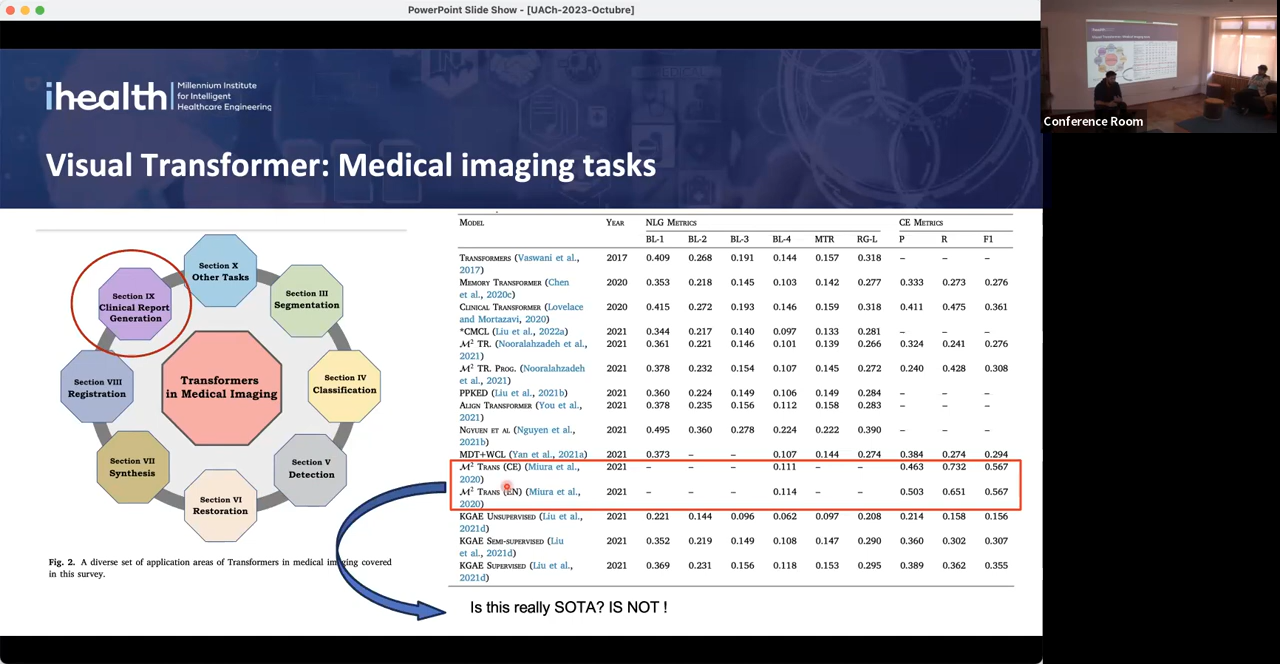 PowerPoint Slide Show - [UACh-2023-Octubre]
Conference Room
ihealth
Millennium Institute
for Intelligent
Healthcare Engineering
Visual Transformer: Medical imaging tasks
Section X
Other Tasks
Section III
Segmentation
Section IV
Classification
Section V
Detection
Section VI
Restoration
Section VII
Synthesis
Section VIII
Registration
Section IX
Clinical Report
Generation
Transformers
in Medical Imaging
Fig. 2. A diverse set of application areas of Transformers in medical imaging covered
in this survey.
Model Year NLG Metrics CE Metrics
BL-1 BL-2 BL-3 BL-4 MTR RG-L P R F1
Transformers (Vaswani et al., 2017 0.409 0.268 0.191 0.144 0.157 0.318 – – –
2017)
Memory Transformer (Chen 2020 0.353 0.218 0.145 0.103 0.142 0.277 0.333 0.273 0.276
et al., 2020c)
Clinical Transformer (Lovelace 2020 0.415 0.272 0.193 0.146 0.159 0.318 0.411 0.475 0.361
and Mortazavi, 2020)
*CMCL (Liu et al., 2022a) 2021 0.344 0.217 0.140 0.097 0.133 0.281 – – –
ℳ² Tr. (Nooralahzadeh et al., 2021 0.361 0.221 0.146 0.101 0.139 0.266 0.324 0.241 0.276
2021)
ℳ² Tr. Prog. (Nooralahzadeh 2021 0.378 0.232 0.154 0.107 0.145 0.272 0.240 0.428 0.308
et al., 2021)
PPKED (Liu et al., 2021b) 2021 0.360 0.224 0.149 0.106 0.149 0.284 – – –
Align Transformer (You et al., 2021 0.378 0.235 0.156 0.112 0.158 0.283 – – –
2021)
Ngyuen et al (Nguyen et al., 2021 0.495 0.360 0.278 0.224 0.222 0.390 – – –
2021b)
MDT+WCL (Yan et al., 2021a) 2021 0.373 – – 0.107 0.144 0.274 0.384 0.274 0.294
ℳ² Trans (CE) (Miura et al., 2021 – – – 0.111 – – 0.463 0.732 0.567
2020)
ℳ² Trans (EN) (Miura et al., 2021 – – – 0.114 – – 0.503 0.651 0.567
2020)
KGAE Unsupervised (Liu et al., 2021 0.221 0.144 0.096 0.062 0.097 0.208 0.214 0.158 0.156
2021d)
KGAE Semi-supervised (Liu 2021 0.352 0.219 0.149 0.108 0.147 0.290 0.360 0.302 0.307
et al., 2021d)
KGAE Supervised (Liu et al., 2021 0.369 0.231 0.156 0.118 0.153 0.295 0.389 0.362 0.355
2021d)
Is this really SOTA? IS NOT !